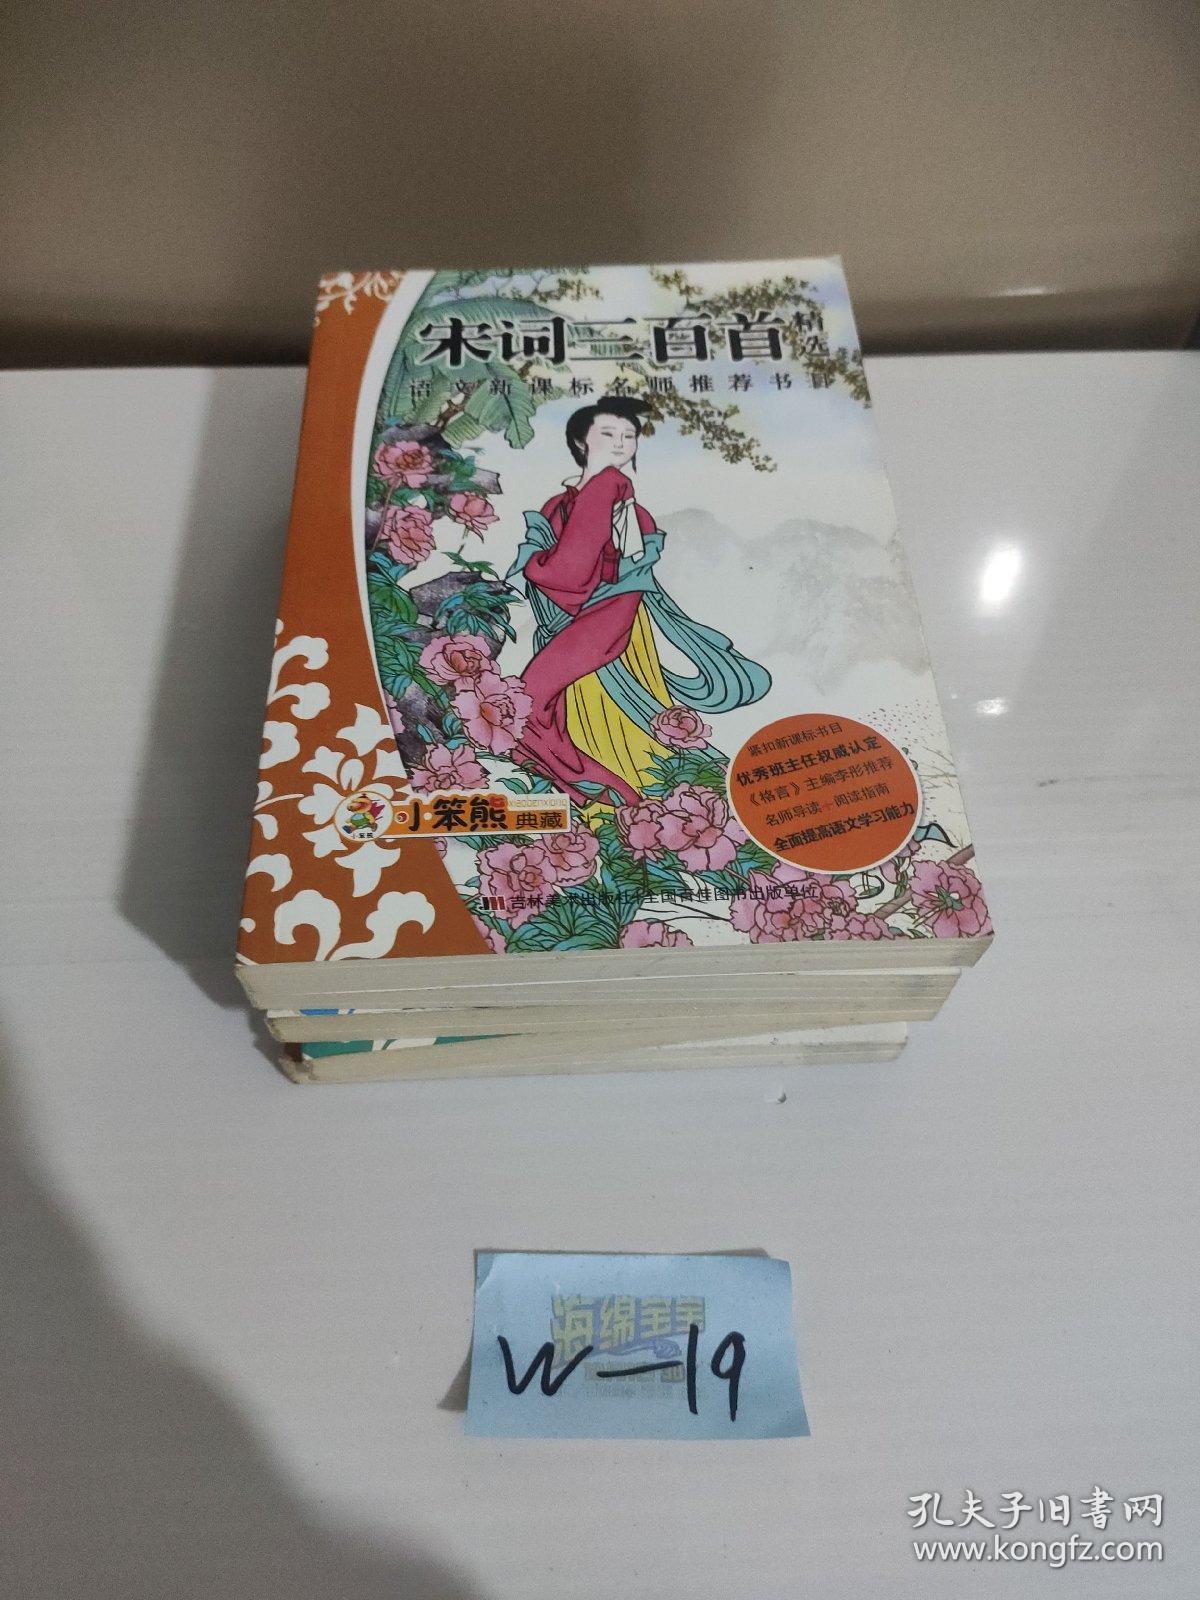 宋词三百首精选
语文新课标名师推荐书目
紧扣新课标书目
优秀班主任权威认定
《格言》主编李彤推荐
名师导读+阅读指南
全面提高语文学习能力
小笨熊
xiaobenxiong
小笨熊典藏
吉林美术出版社 全国百佳图书出版单位
海绵宝宝
W—19
孔夫子旧书网
www.kongfz.com